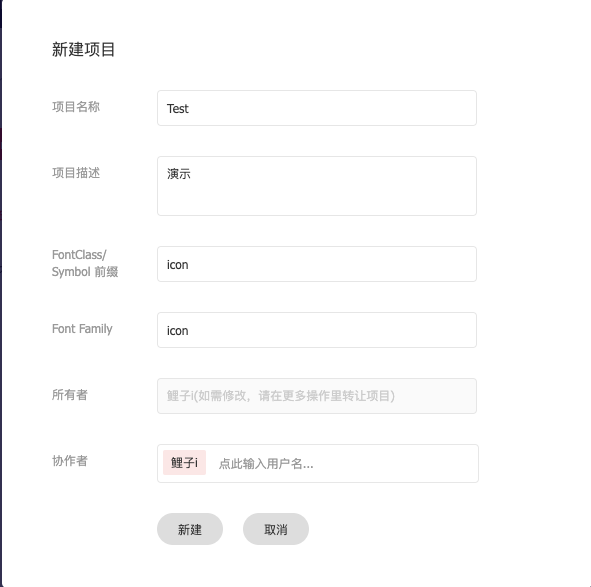 新建项目
项目名称
Test
项目描述
演示
FontClass/
Symbol 前缀
icon
Font Family
icon
所有者
鲤子i(如需修改，请在更多操作里转让项目)
协作者
鲤子i 点此输入用户名...
新建 取消